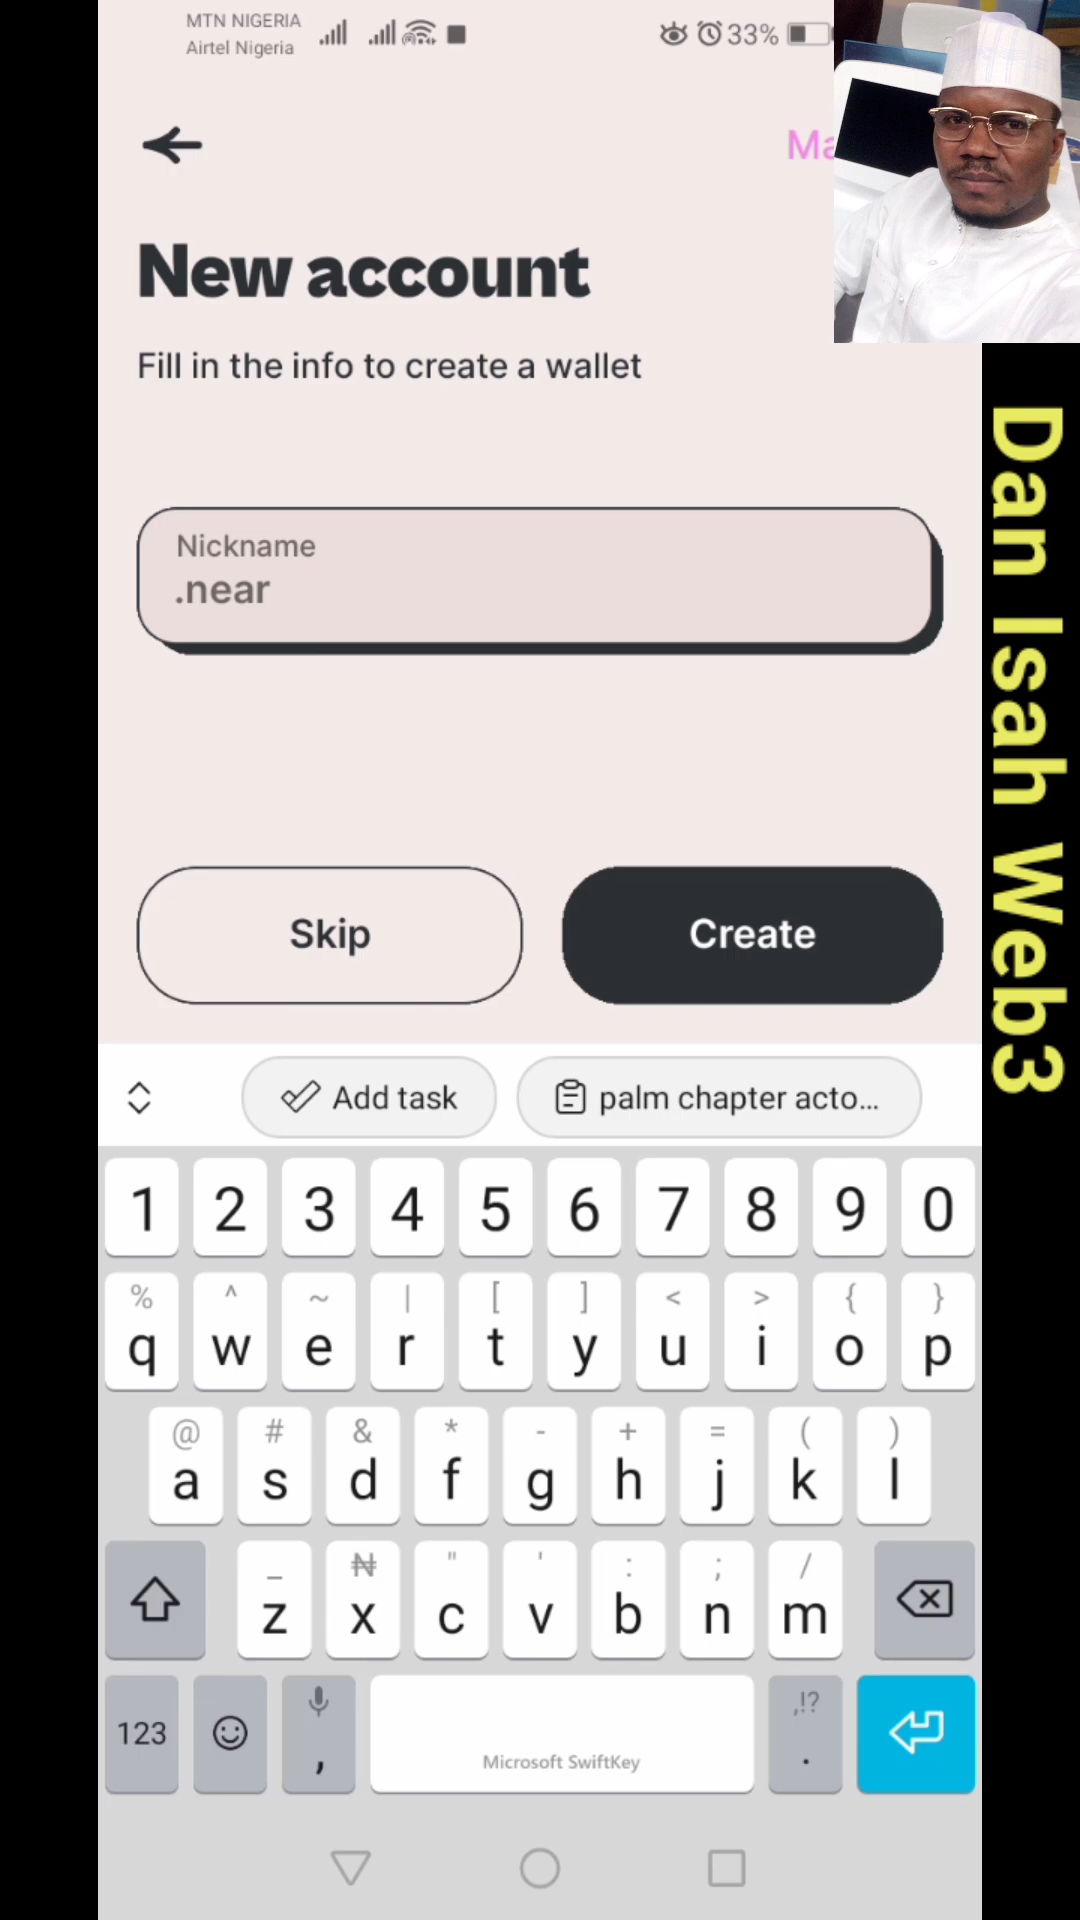 MTN NIGERIA
Airtel Nigeria
33%
New account
Fill in the info to create a wallet
Nickname
.near
Skip
Create
Add task
palm chapter acto...
1 2 3 4 5 6 7 8 9 0
% ^ ~ | [ ] < > { }
q w e r t y u i o p
@ # & * - + = ( )
a s d f g h j k l
_ ₦ " ' : ; /
z x c v b n m
,!?
123 , .
Microsoft SwiftKey
Dan Isah Web3